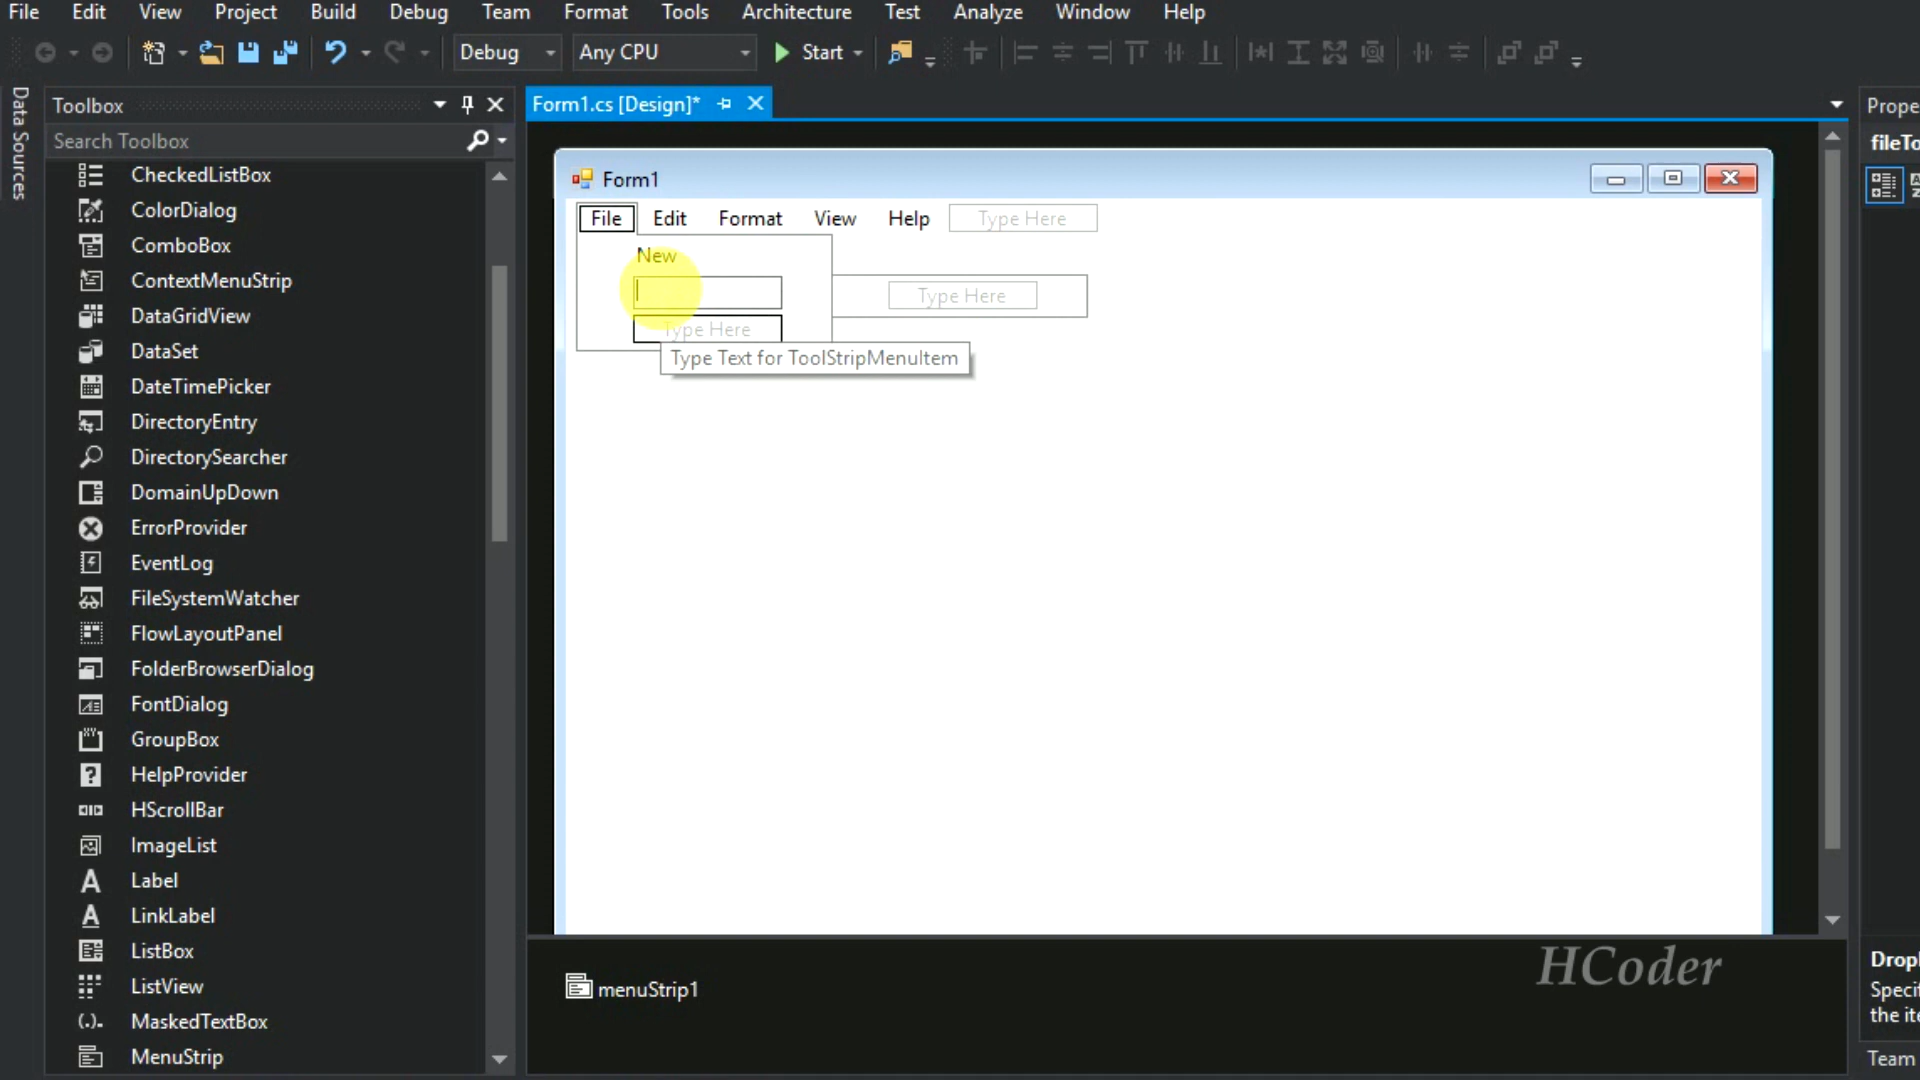 File Edit View Project Build Debug Team Format Tools Architecture Test Analyze Window Help
Debug Any CPU Start
Data Sources
Toolbox
Search Toolbox
CheckedListBox
ColorDialog
ComboBox
ContextMenuStrip
DataGridView
DataSet
DateTimePicker
DirectoryEntry
DirectorySearcher
DomainUpDown
ErrorProvider
EventLog
FileSystemWatcher
FlowLayoutPanel
FolderBrowserDialog
FontDialog
GroupBox
HelpProvider
HScrollBar
ImageList
Label
LinkLabel
ListBox
ListView
MaskedTextBox
MenuStrip
Form1.cs [Design]*
Form1
File Edit Format View Help Type Here
New
Type Here
Type Here
Type Text for ToolStripMenuItem
menuStrip1
HCoder
Prope
fileTo
Dropl
Specif
the ite
Team